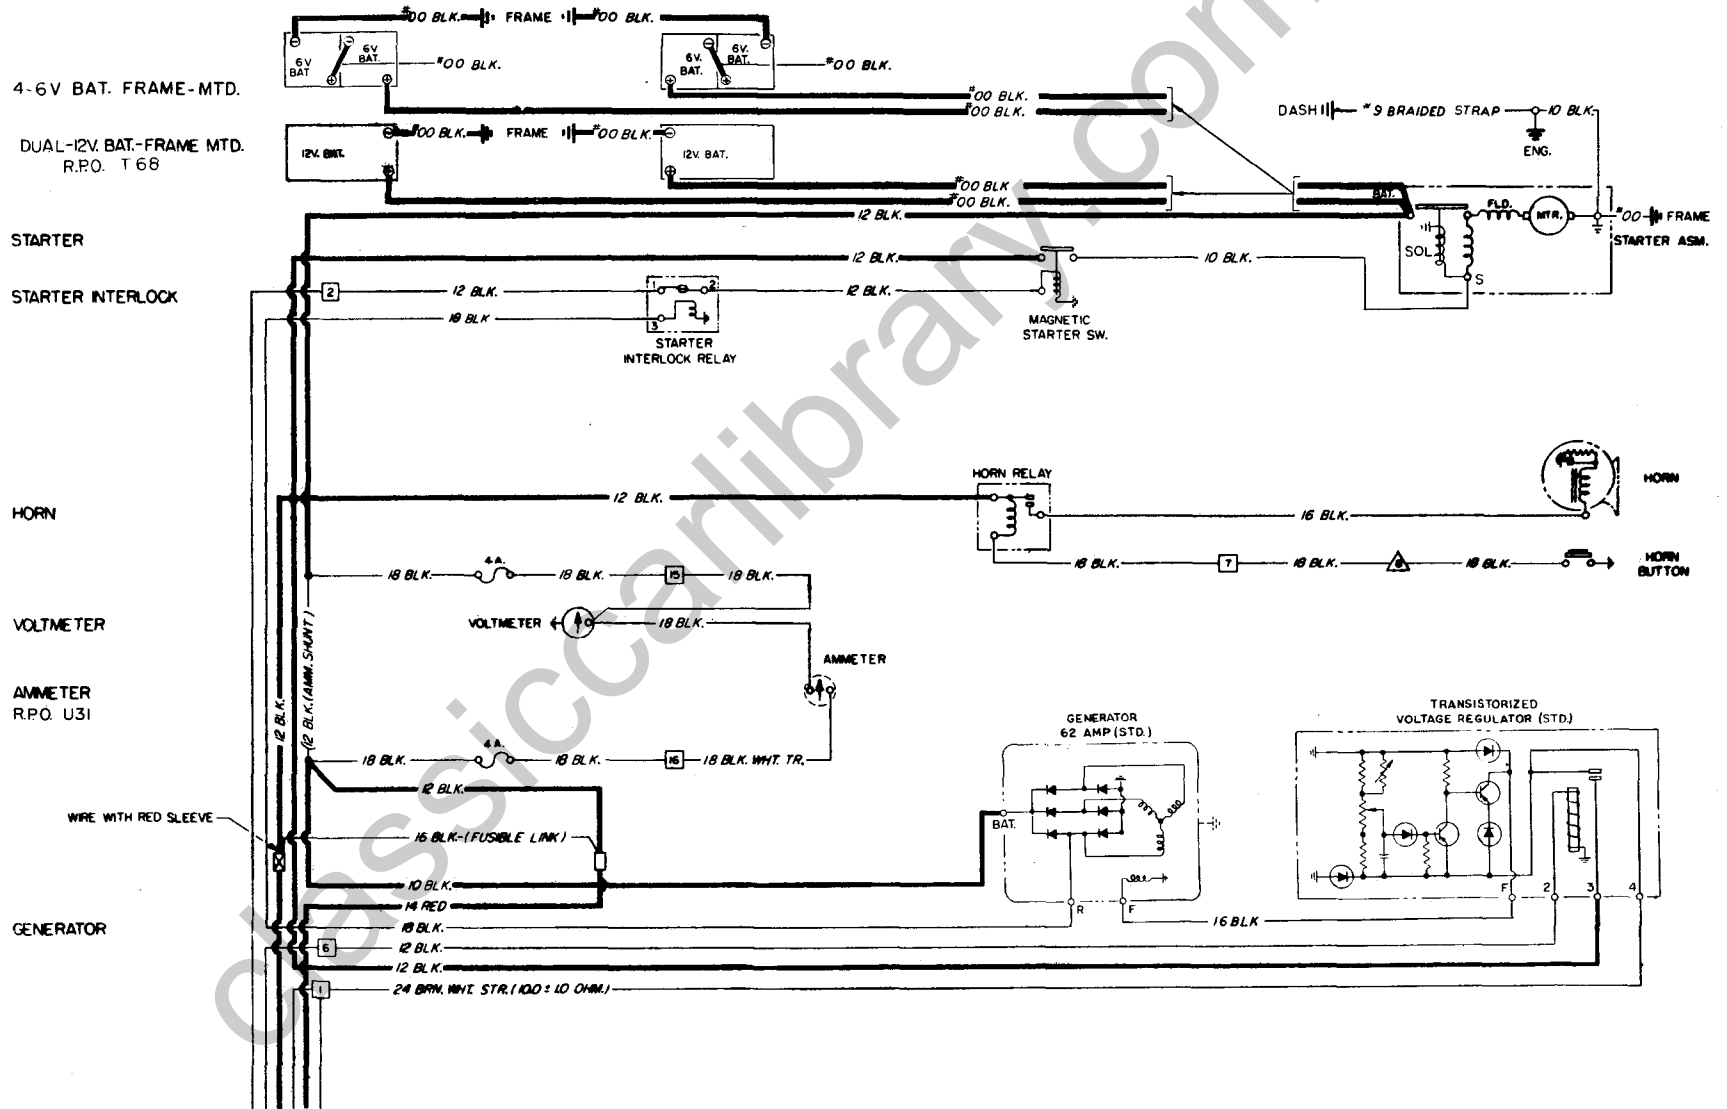 #00 BLK. FRAME #00 BLK.
6V BAT 6V BAT. #00 BLK.
6V BAT. 6V. BAT. #00 BLK.
4-6V BAT. FRAME-MTD.
#00 BLK.
#00 BLK.
DASH #9 BRAIDED STRAP 10 BLK.
ENG.
DUAL-12V. BAT.-FRAME MTD.
R.P.O. T68
12V. BAT. #00 BLK. FRAME #00 BLK. 12V. BAT.
#00 BLK
#00 BLK.
BAT.
12 BLK.
FLD. MTR. #00 FRAME
SOL.
S
STARTER ASM.
STARTER
12 BLK. 10 BLK.
STARTER INTERLOCK
2 12 BLK. 1 2 12 BLK.
18 BLK 3
STARTER
INTERLOCK RELAY
MAGNETIC
STARTER SW.
HORN RELAY
HORN
12 BLK.
16 BLK.
HORN
18 BLK. 7 18 BLK. 18 BLK.
HORN
BUTTON
4A.
18 BLK. 18 BLK. 15 18 BLK.
VOLTMETER
VOLTMETER 18 BLK.
12 BLK.
(12 BLK.(AMM. SHUNT)
AMMETER
AMMETER
R.P.O. U31
4A.
18 BLK. 18 BLK. 16 18 BLK. WHT. TR.
12 BLK.
WIRE WITH RED SLEEVE
16 BLK-(FUSIBLE LINK)
10 BLK.
14 RED
GENERATOR
62 AMP (STD.)
BAT.
R F
TRANSISTORIZED
VOLTAGE REGULATOR (STD.)
F 2 3 4
16 BLK
GENERATOR
18 BLK.
6 12 BLK.
12 BLK.
1 24 BRN. WHT. STR. (10.0 ± 1.0 OHM.)
classiccarlibrary.com